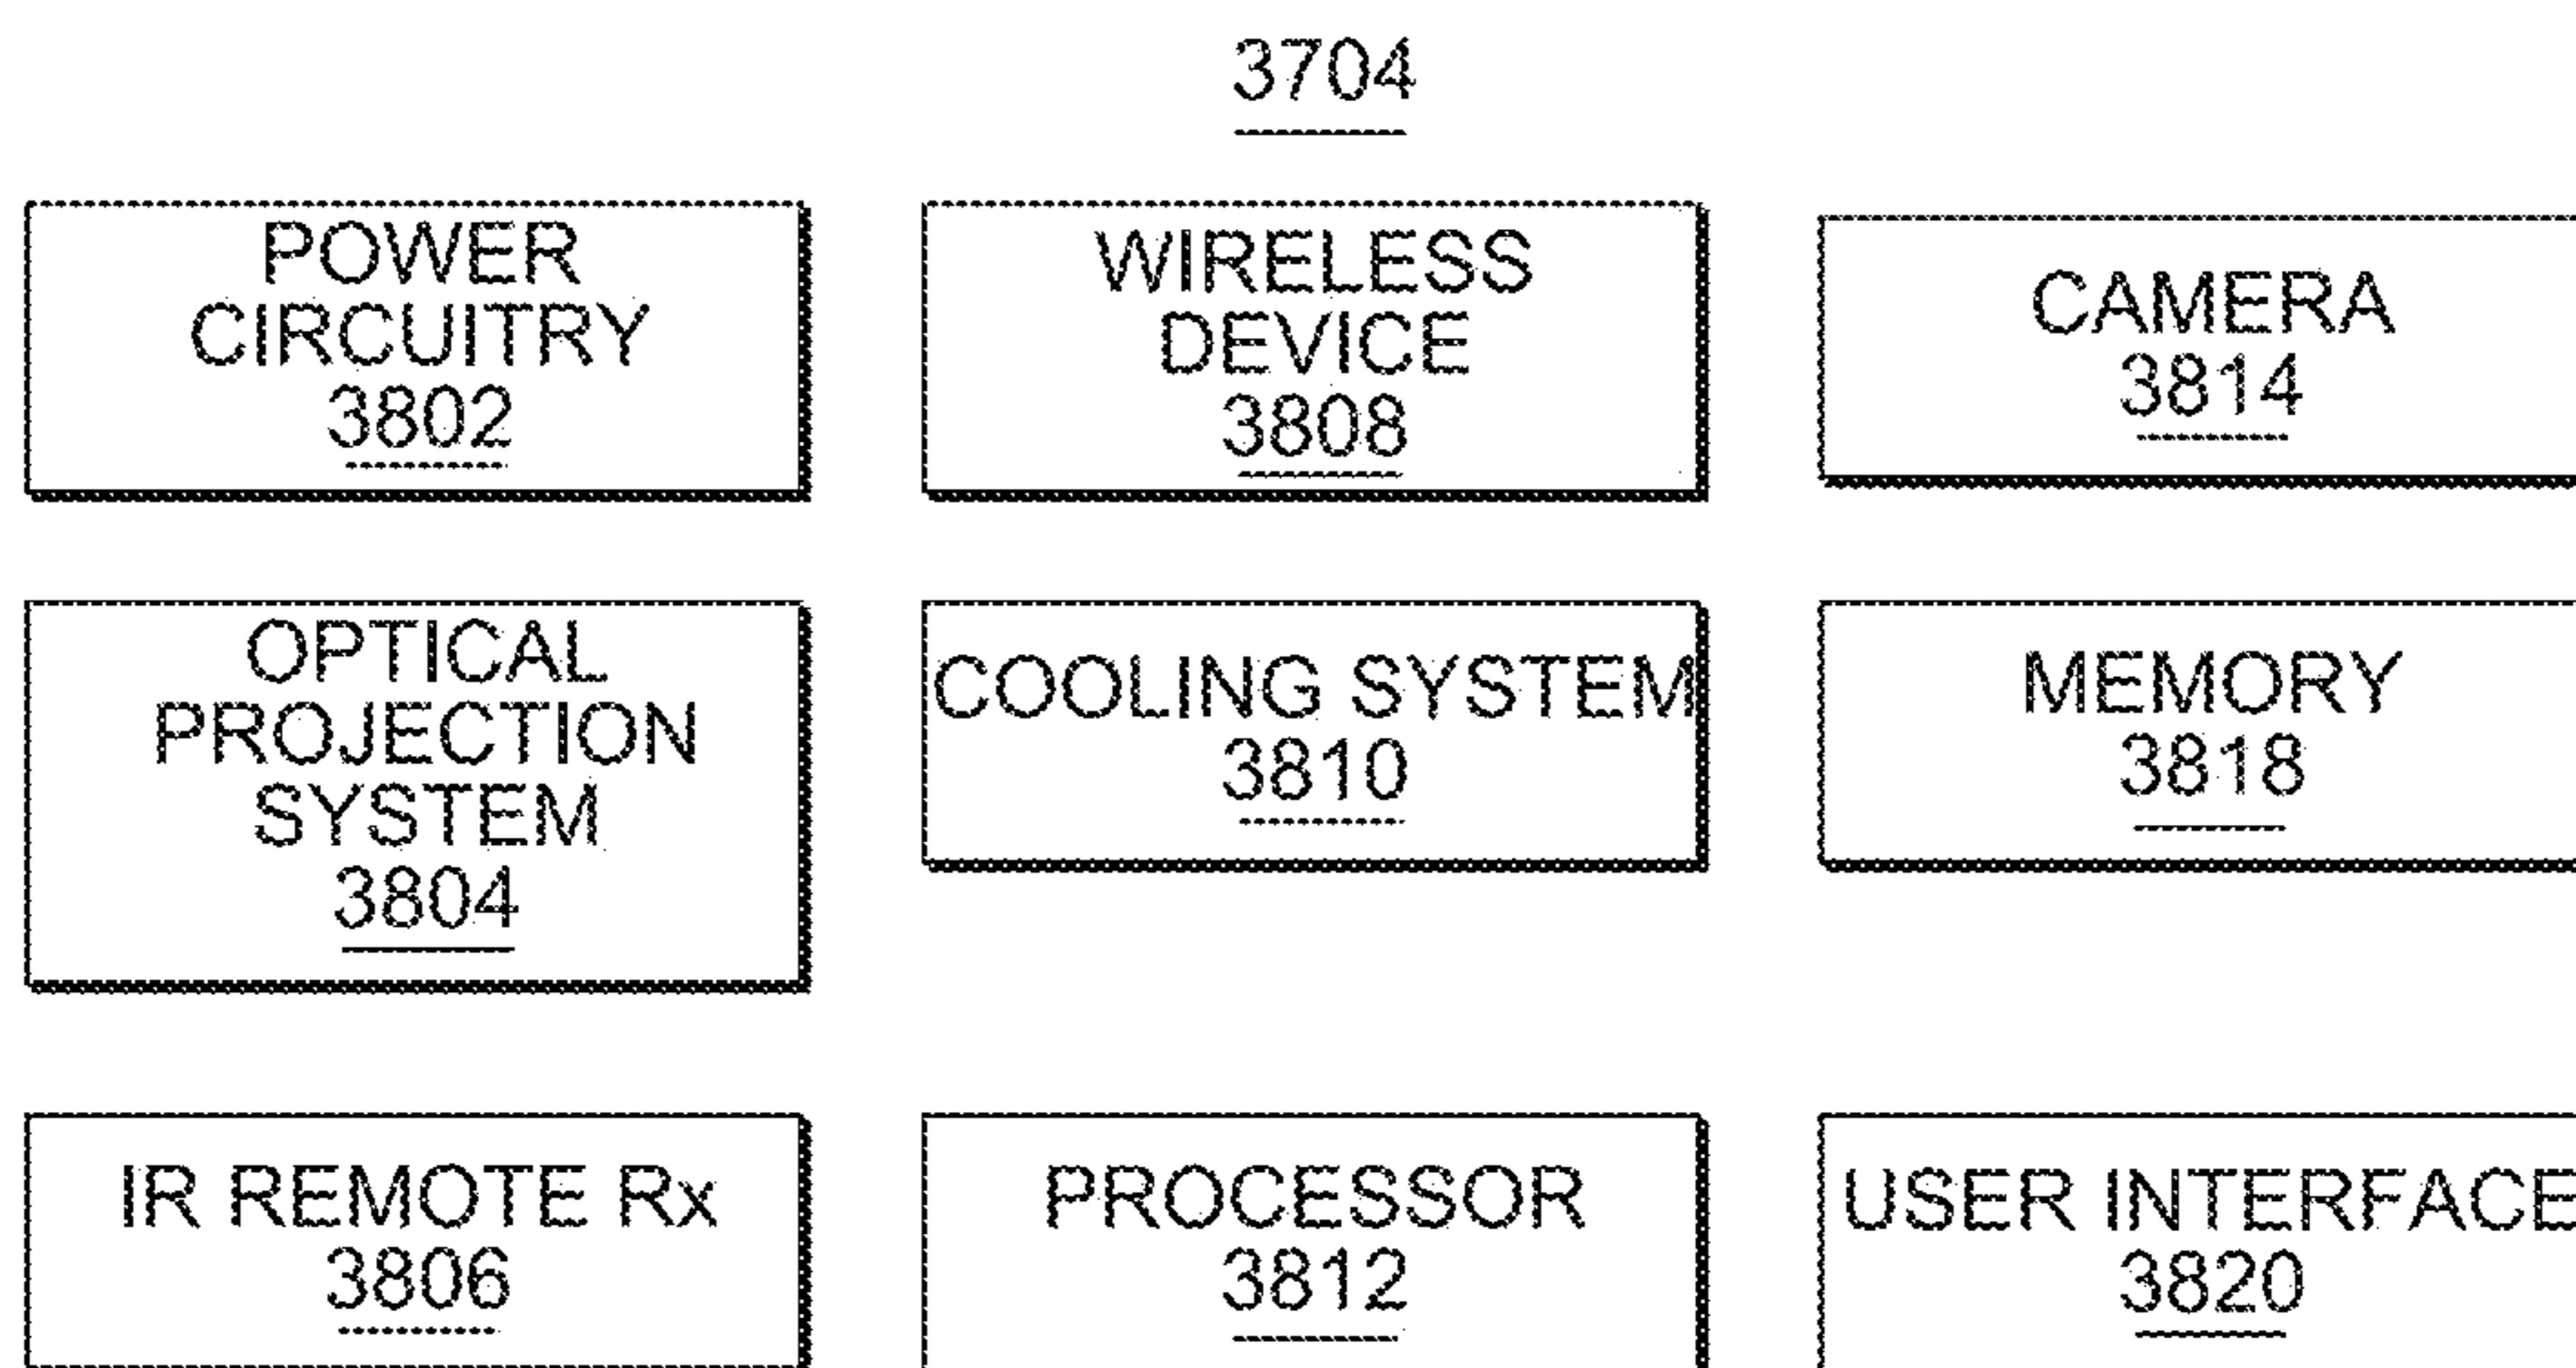 3704
POWER
CIRCUITRY
3802
WIRELESS
DEVICE
3808
CAMERA
3814
OPTICAL
PROJECTION
SYSTEM
3804
COOLING SYSTEM
3810
MEMORY
3818
IR REMOTE Rx
3806
PROCESSOR
3812
USER INTERFACE
3820